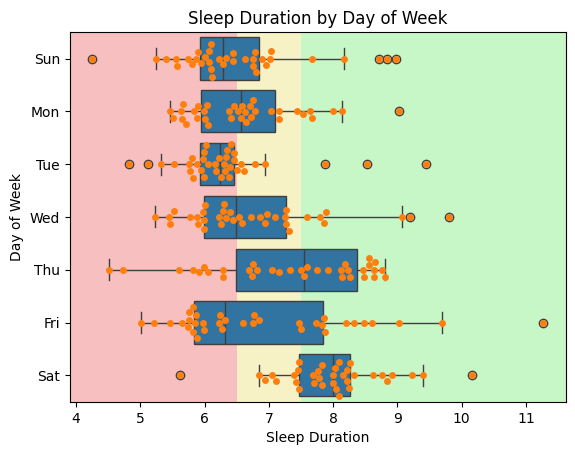 Sleep Duration by Day of Week
Day of Week
Sun
Mon
Tue
Wed
Thu
Fri
Sat
4 5 6 7 8 9 10 11
Sleep Duration